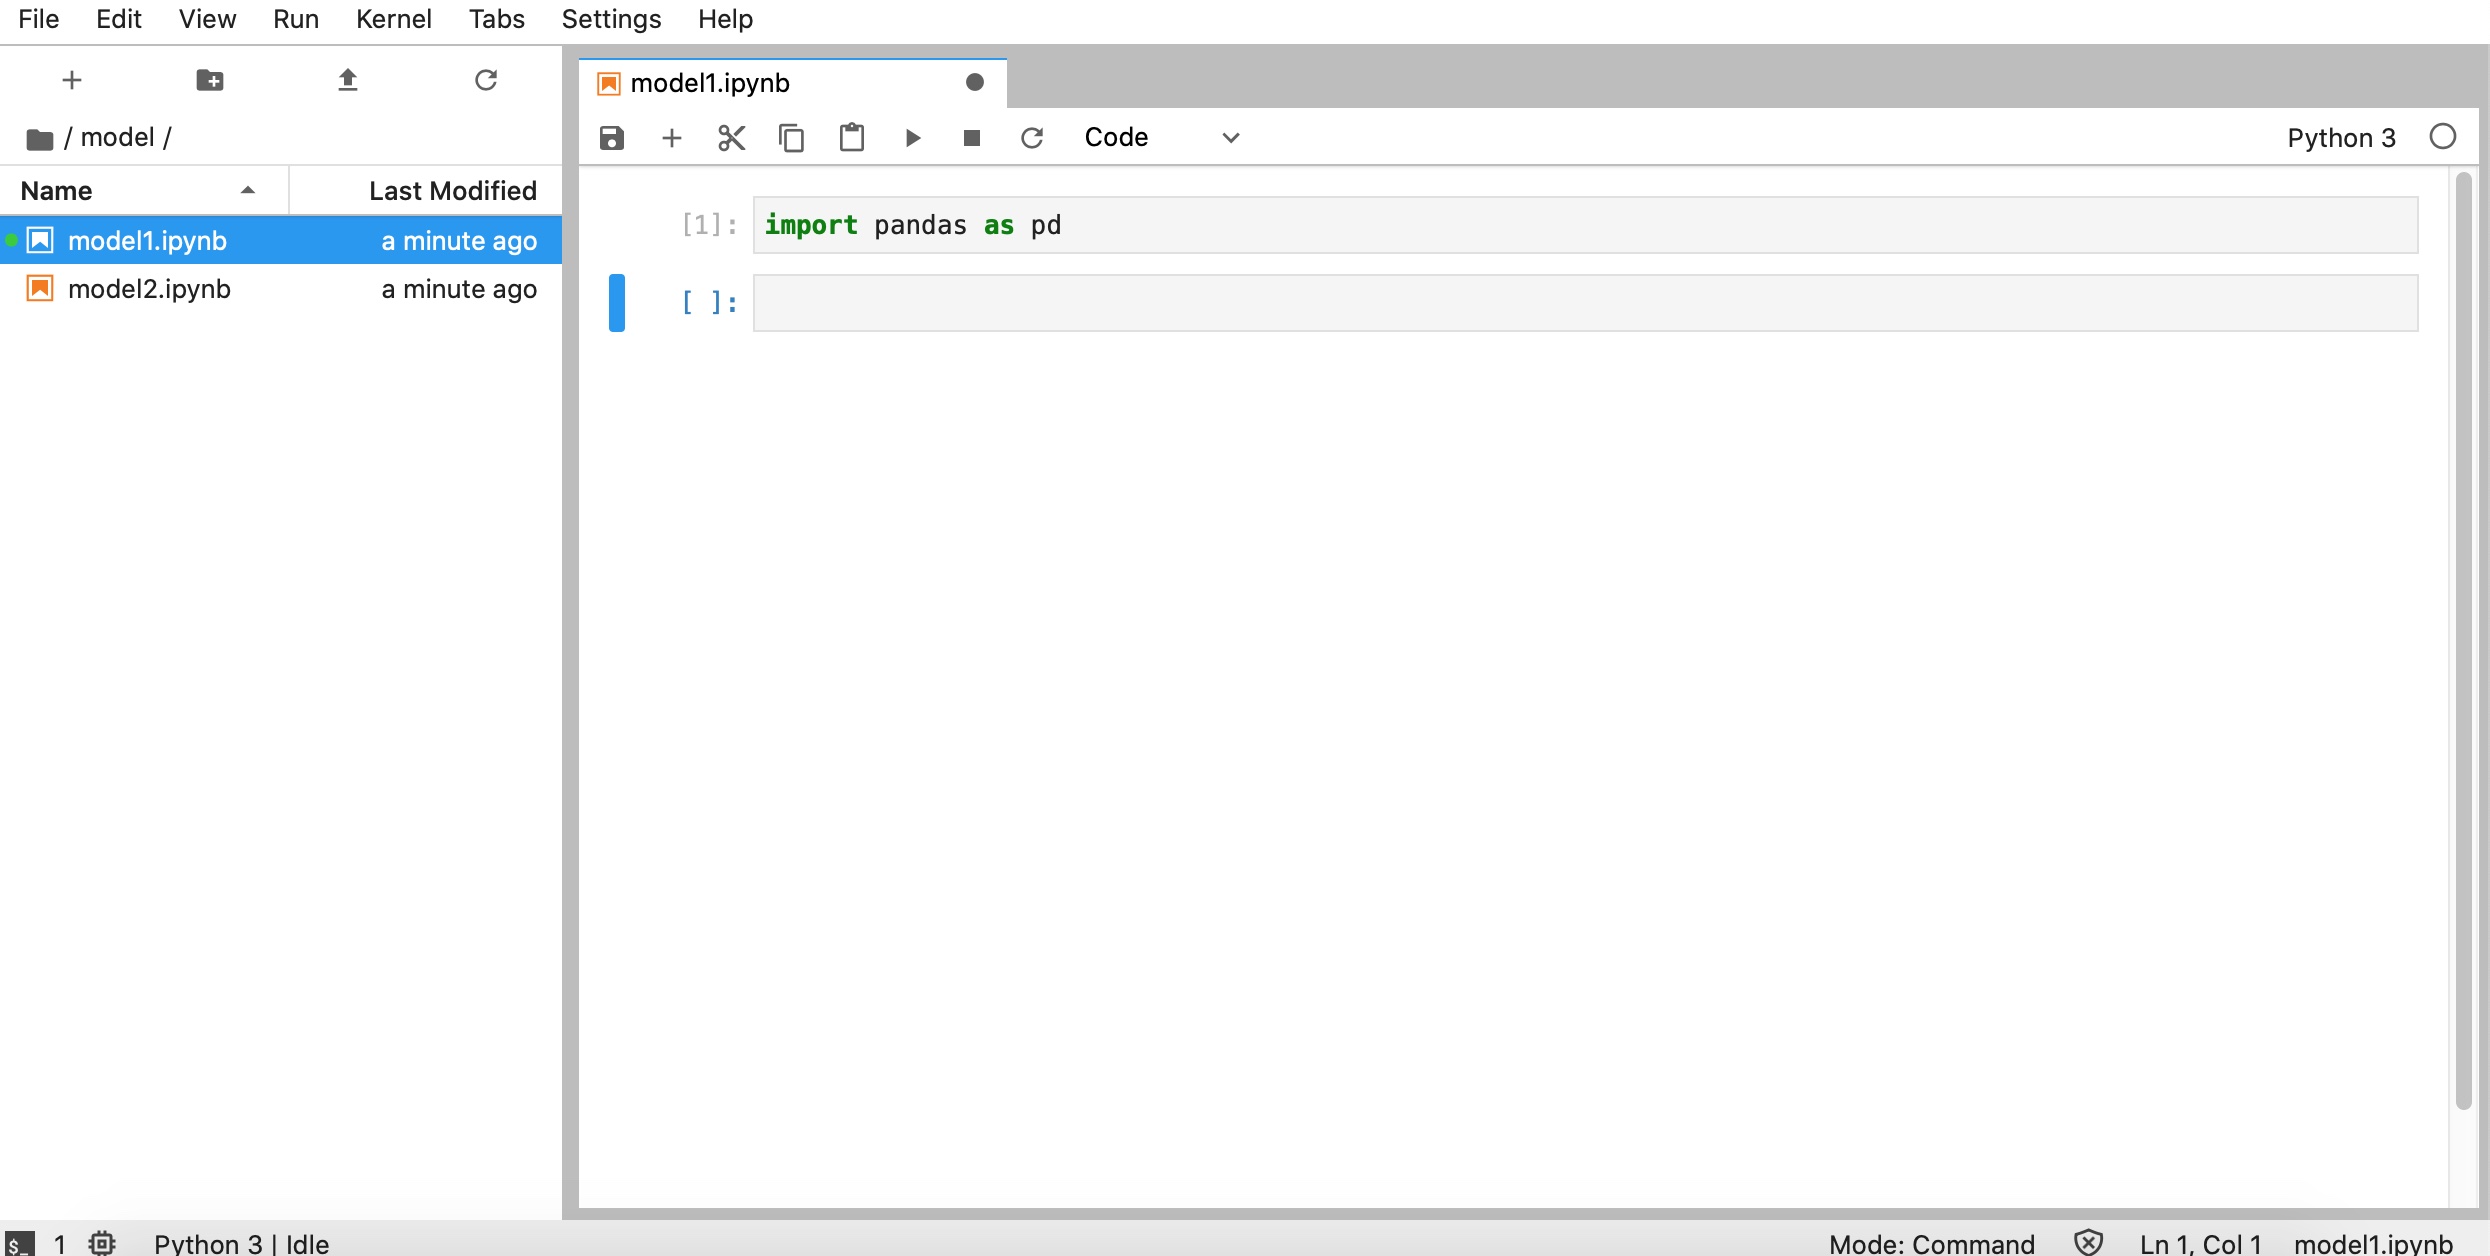 File Edit View Run Kernel Tabs Settings Help
/ model /
Name Last Modified
model1.ipynb a minute ago
model2.ipynb a minute ago
model1.ipynb
Code Python 3
[1]: import pandas as pd
[ ]:
$_ 1 Python 3 | Idle Mode: Command Ln 1, Col 1 model1.ipynb